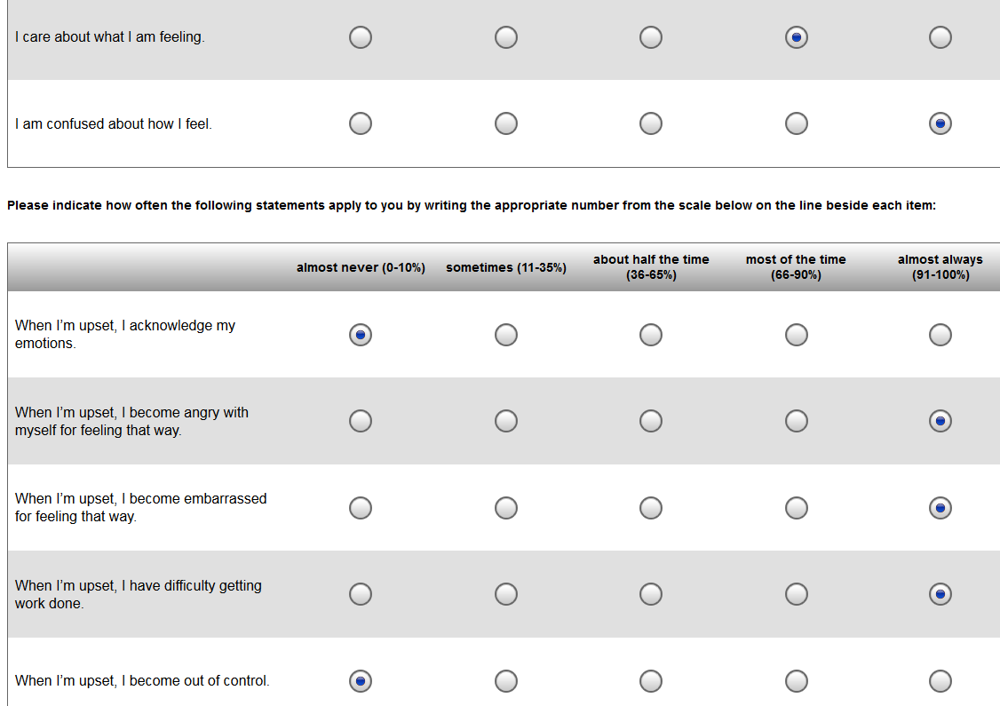 I care about what I am feeling.
I am confused about how I feel.
Please indicate how often the following statements apply to you by writing the appropriate number from the scale below on the line beside each item:
almost never (0-10%) sometimes (11-35%) about half the time (36-65%) most of the time (66-90%) almost always (91-100%)
When I’m upset, I acknowledge my
emotions.
When I’m upset, I become angry with
myself for feeling that way.
When I’m upset, I become embarrassed
for feeling that way.
When I’m upset, I have difficulty getting
work done.
When I’m upset, I become out of control.